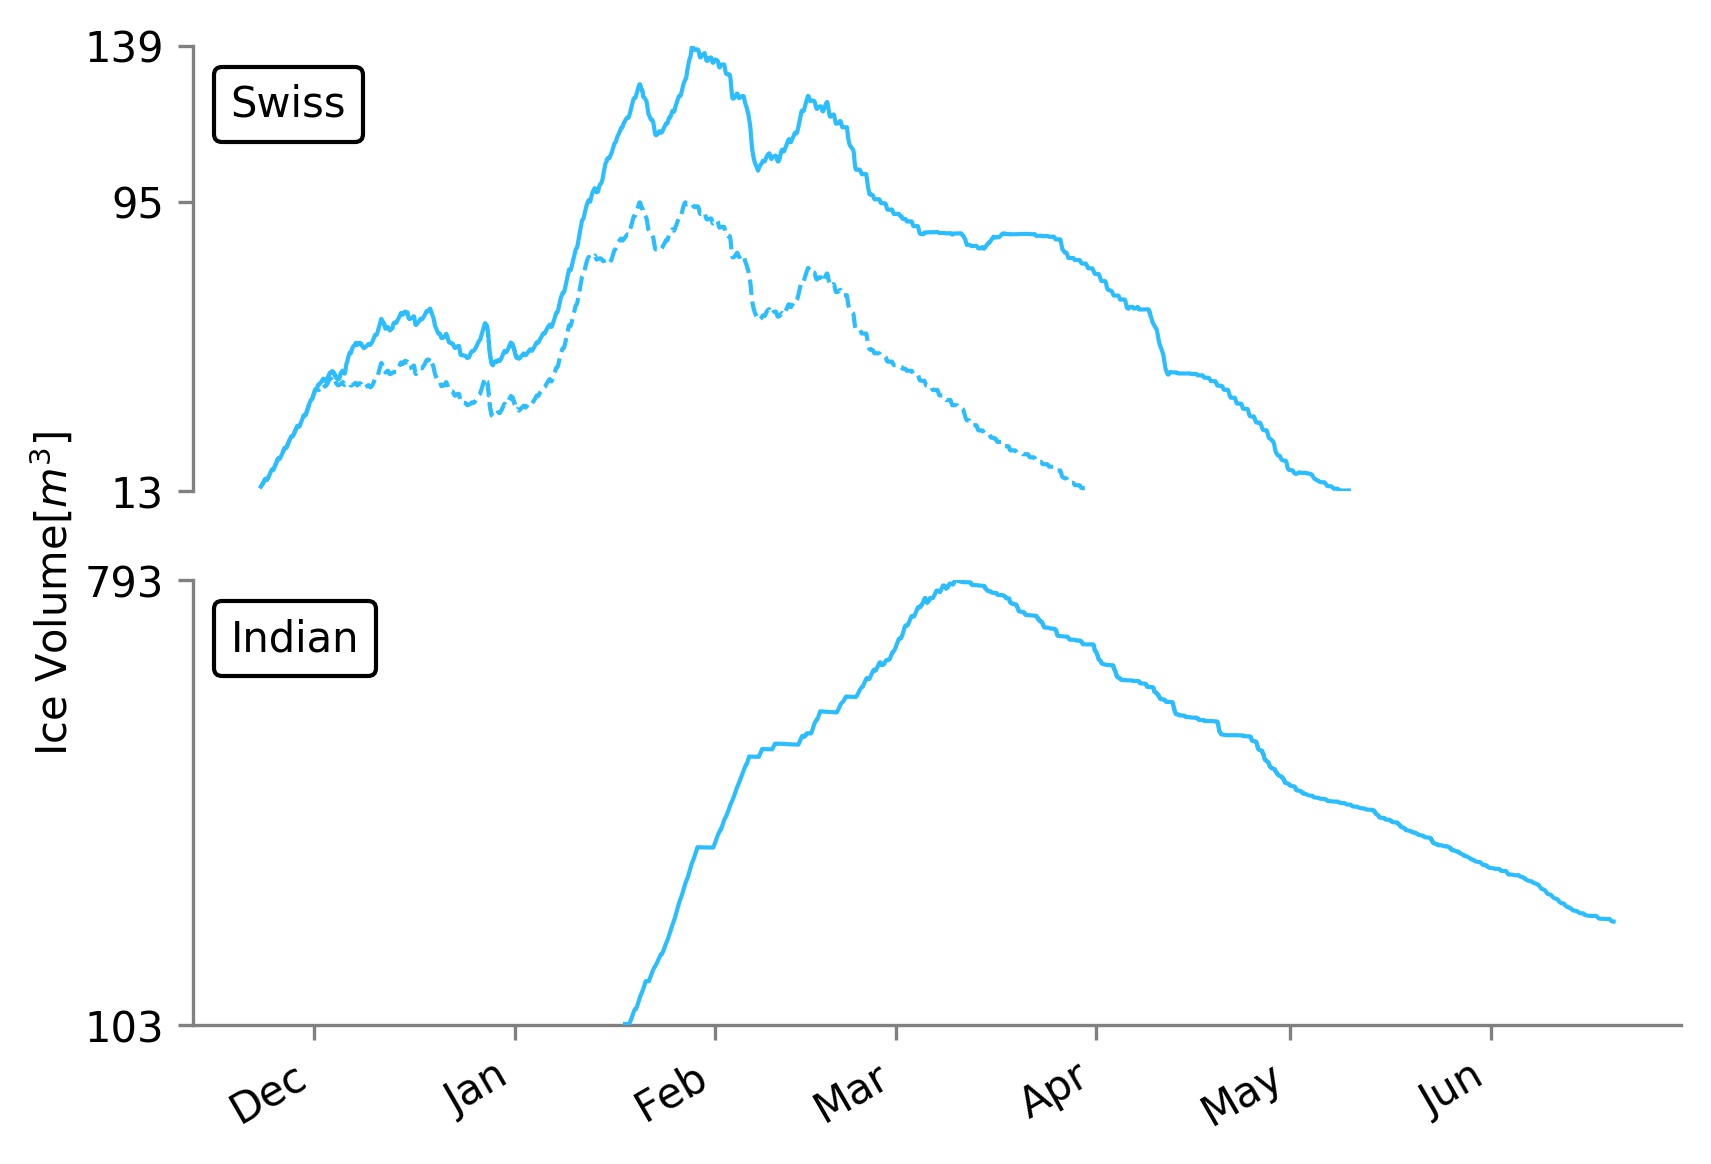 139
Swiss
95
13
Ice Volume[m³]
793
Indian
103
Dec
Jan
Feb
Mar
Apr
May
Jun